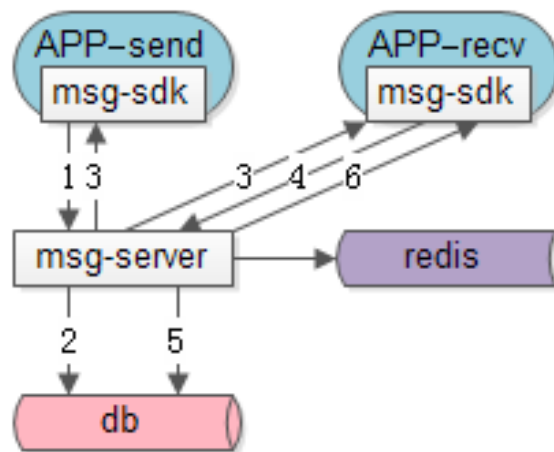 APP–send
APP–recv
msg-sdk
msg-sdk
1
3
3
4
6
msg-server
redis
2
5
db